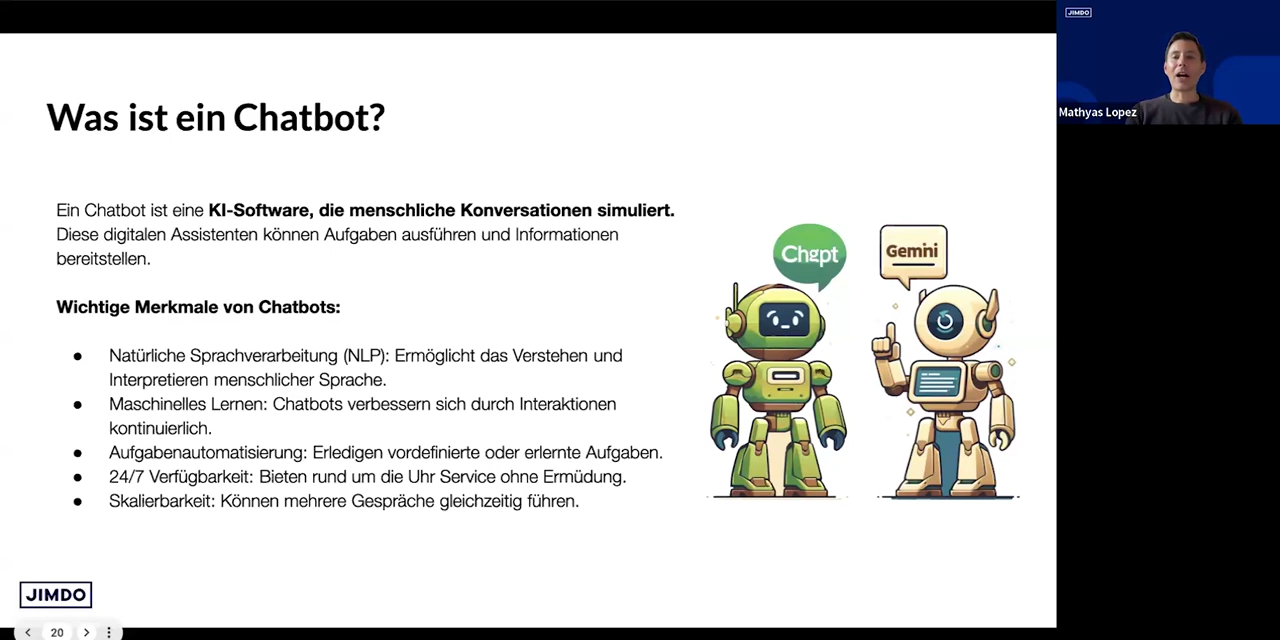 Was ist ein Chatbot?
Ein Chatbot ist eine KI-Software, die menschliche Konversationen simuliert.
Diese digitalen Assistenten können Aufgaben ausführen und Informationen
bereitstellen.
Wichtige Merkmale von Chatbots:
● Natürliche Sprachverarbeitung (NLP): Ermöglicht das Verstehen und
Interpretieren menschlicher Sprache.
● Maschinelles Lernen: Chatbots verbessern sich durch Interaktionen
kontinuierlich.
● Aufgabenautomatisierung: Erledigen vordefinierte oder erlernte Aufgaben.
● 24/7 Verfügbarkeit: Bieten rund um die Uhr Service ohne Ermüdung.
● Skalierbarkeit: Können mehrere Gespräche gleichzeitig führen.
Chgpt
Gemini
JIMDO
20
JIMDO
Mathyas Lopez